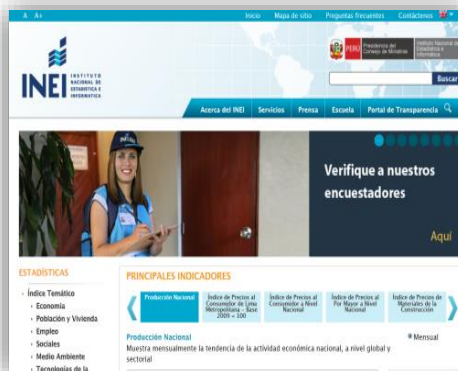 A A+
Inicio Mapa de sitio Preguntas frecuentes Contáctenos
INEI
INSTITUTO
NACIONAL DE
ESTADÍSTICA E
INFORMÁTICA
PERÚ
Presidencia del
Consejo de Ministros
Instituto Nacional de
Estadística e
Informática
Buscar
Acerca del INEI Servicios Prensa Escuela Portal de Transparencia
Verifique a nuestros
encuestadores
Aquí
ESTADÍSTICAS
Índice Temático
Economía
Población y Vivienda
Empleo
Sociales
Medio Ambiente
Tecnologías de la
PRINCIPALES INDICADORES
Producción Nacional
Índice de Precios al
Consumidor de Lima
Metropolitana - Base
2009 = 100
Índice de Precios al
Consumidor a Nivel
Nacional
Índice de Precios al
Por Mayor a Nivel
Nacional
Índice de Precios de
Materiales de la
Construcción
Producción Nacional
Mensual
Muestra mensualmente la tendencia de la actividad económica nacional, a nivel global y
sectorial